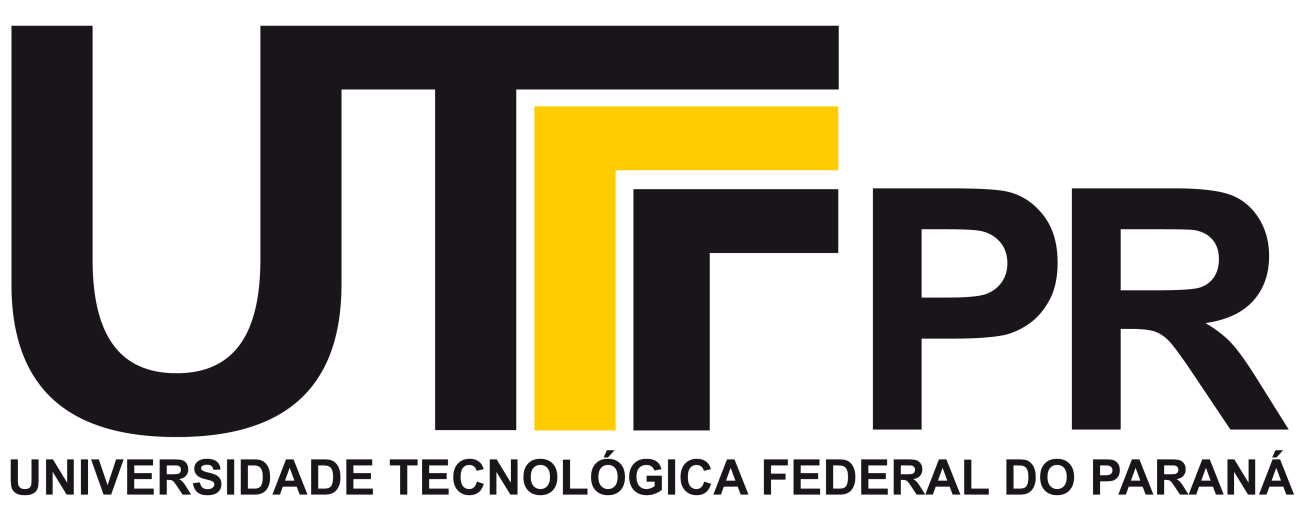 UTFPR
UNIVERSIDADE TECNOLÓGICA FEDERAL DO PARANÁ